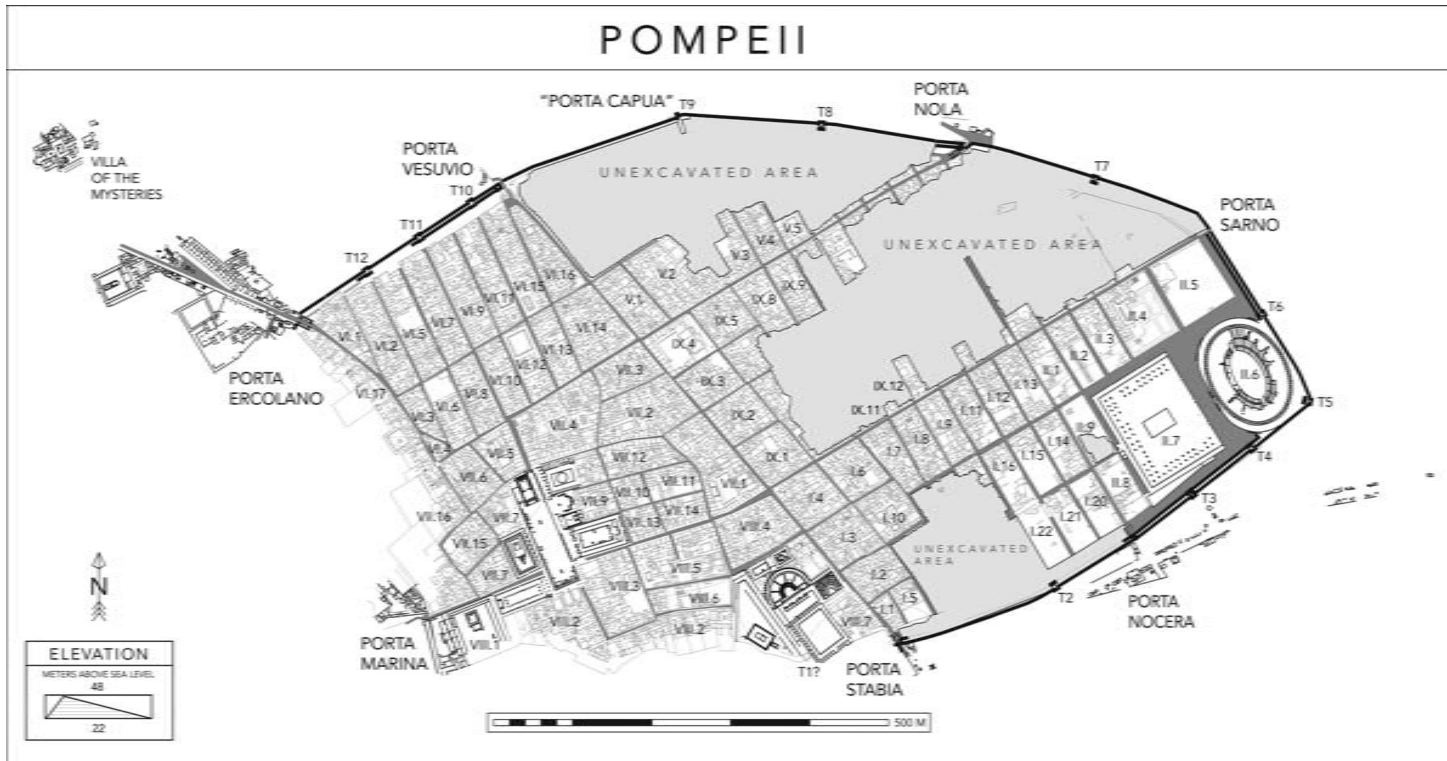 POMPEII
"PORTA CAPUA"
T9
T8
PORTA
NOLA
PORTA
VESUVIO
UNEXCAVATED AREA
T7
VILLA
OF THE
MYSTERIES
T10
T11
T12
PORTA
SARNO
UNEXCAVATED AREA
V.5
V.4
V.3
V.2
V.1
VI.16
VI.15
VI.11
VI.9
VI.7
VI.5
VI.2
VI.1
VI.14
VI.13
VI.12
VI.10
VI.8
VI.6
VI.3
VI.17
VI.4
IX.9
IX.8
IX.5
IX.4
IX.3
IX.2
IX.1
IX.12
IX.11
II.5
II.4
II.3
II.2
II.1
T6
II.6
T5
T4
T3
II.7
II.9
II.8
I.13
I.12
I.11
I.9
I.8
I.7
I.6
I.4
I.14
I.15
I.16
I.20
I.21
I.22
I.10
I.3
I.2
I.1
I.5
PORTA
ERCOLANO
VII.3
VII.2
VII.4
VII.5
VII.6
VII.12
VII.11
VII.10
VII.9
VII.1
VII.14
VII.13
VII.16
VII.7
VII.15
VII.7
VIII.4
VIII.5
VIII.3
VIII.6
VIII.2
VIII.2
VIII.1
VIII.7
UNEXCAVATED
AREA
T2
PORTA
NOCERA
T1?
PORTA
STABIA
PORTA
MARINA
N
ELEVATION
METERS ABOVE SEA LEVEL
48
22
500 M